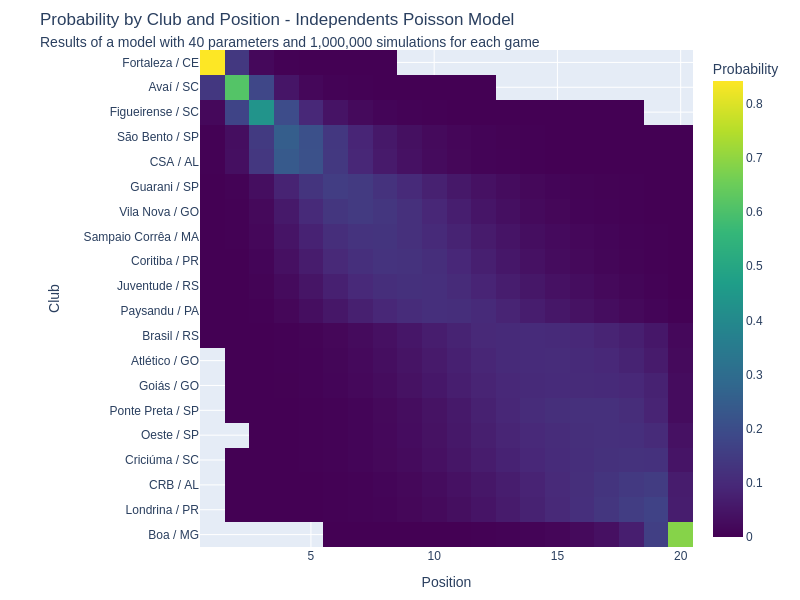 Probability by Club and Position - Independents Poisson Model
Results of a model with 40 parameters and 1,000,000 simulations for each game
Probability
0.8
0.7
0.6
0.5
0.4
0.3
0.2
0.1
0
Club
Fortaleza / CE
Avaí / SC
Figueirense / SC
São Bento / SP
CSA / AL
Guarani / SP
Vila Nova / GO
Sampaio Corrêa / MA
Coritiba / PR
Juventude / RS
Paysandu / PA
Brasil / RS
Atlético / GO
Goiás / GO
Ponte Preta / SP
Oeste / SP
Criciúma / SC
CRB / AL
Londrina / PR
Boa / MG
5 10 15 20
Position